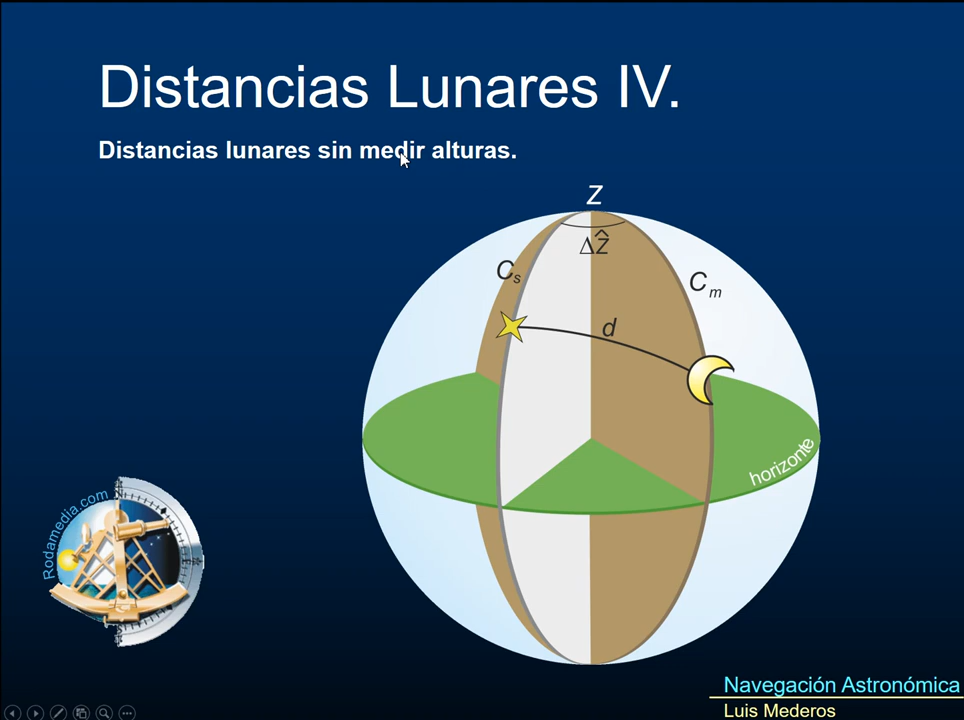 Distancias Lunares IV.
Distancias lunares sin medir alturas.
Z
ΔẐ
Cs
Cm
d
horizonte
Rodamedia.com
Navegación Astronómica
Luis Mederos